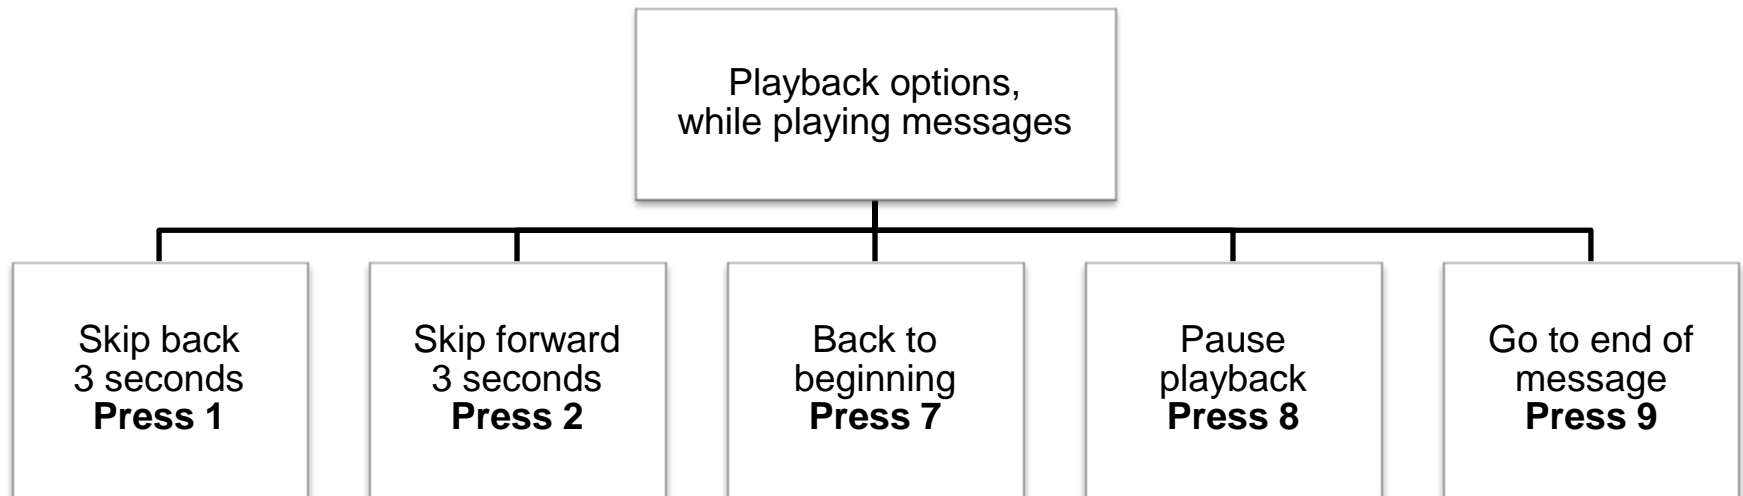 Playback options,
while playing messages
Skip back
3 seconds
Press 1
Skip forward
3 seconds
Press 2
Back to
beginning
Press 7
Pause
playback
Press 8
Go to end of
message
Press 9